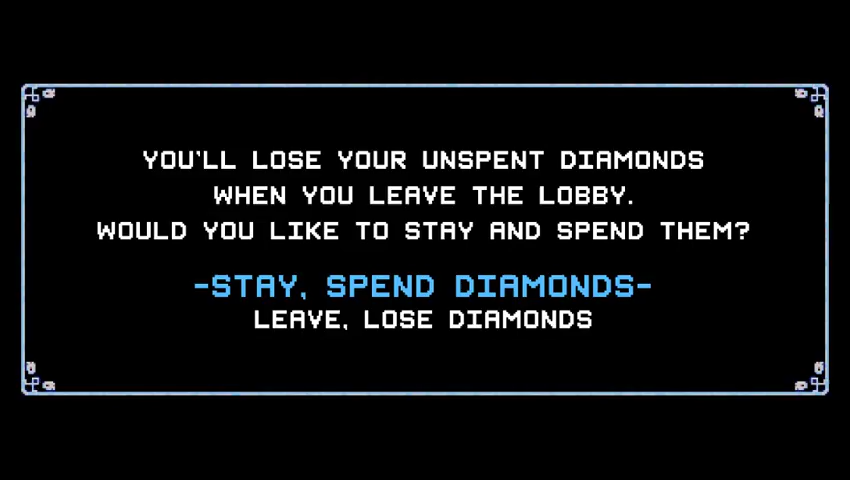 YOU'LL LOSE YOUR UNSPENT DIAMONDS
WHEN YOU LEAVE THE LOBBY.
WOULD YOU LIKE TO STAY AND SPEND THEM?
-STAY, SPEND DIAMONDS-
LEAVE, LOSE DIAMONDS